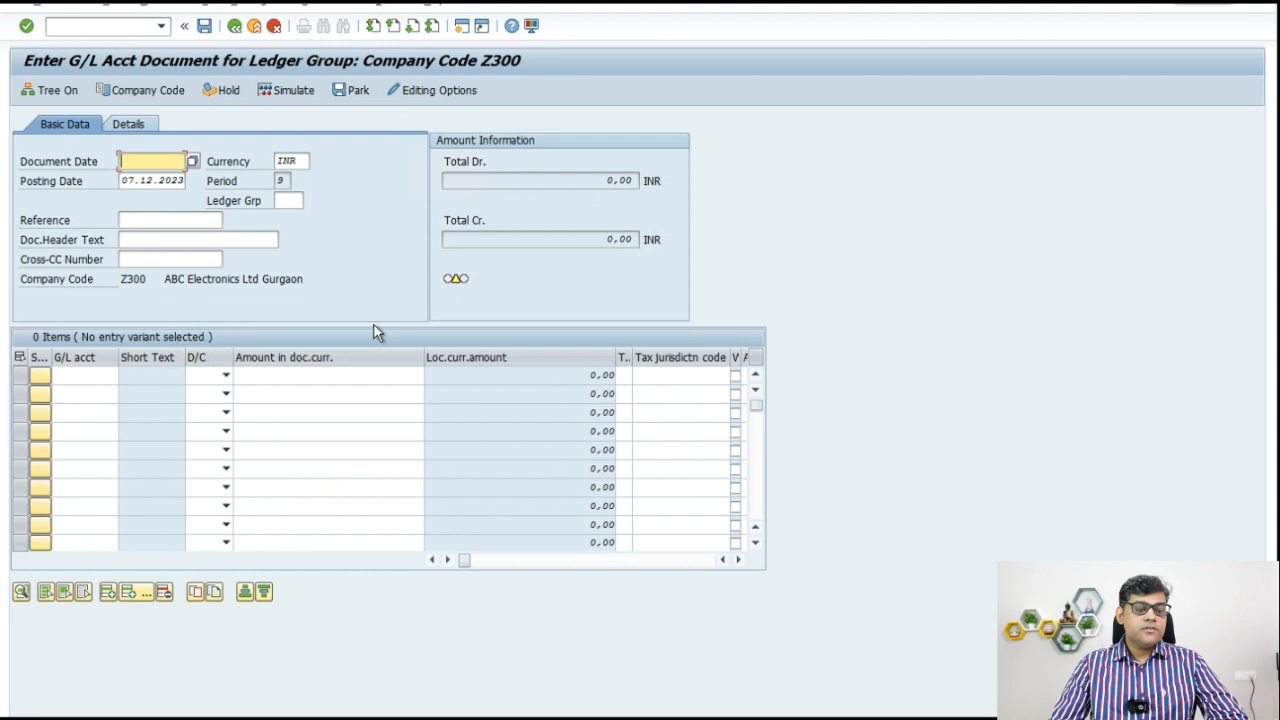 Enter G/L Acct Document for Ledger Group: Company Code Z300
Tree On Company Code Hold Simulate Park Editing Options
Basic Data Details
Amount Information
Document Date Currency INR
Total Dr.
Posting Date 07.12.2023 Period 9
0,00 INR
Ledger Grp
Reference
Total Cr.
Doc.Header Text
0,00 INR
Cross-CC Number
Company Code Z300 ABC Electronics Ltd Gurgaon
0 Items ( No entry variant selected )
S... G/L acct Short Text D/C Amount in doc.curr. Loc.curr.amount T.. Tax jurisdictn code V A
0,00
0,00
0,00
0,00
0,00
0,00
0,00
0,00
0,00
0,00
...